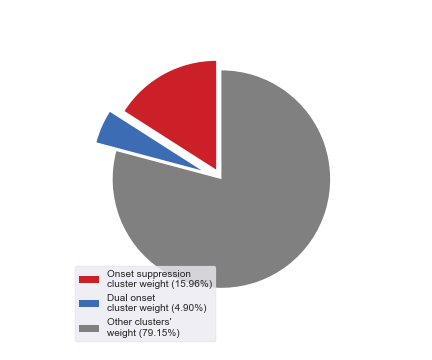 Onset suppression
cluster weight (15.96%)
Dual onset
cluster weight (4.90%)
Other clusters'
weight (79.15%)